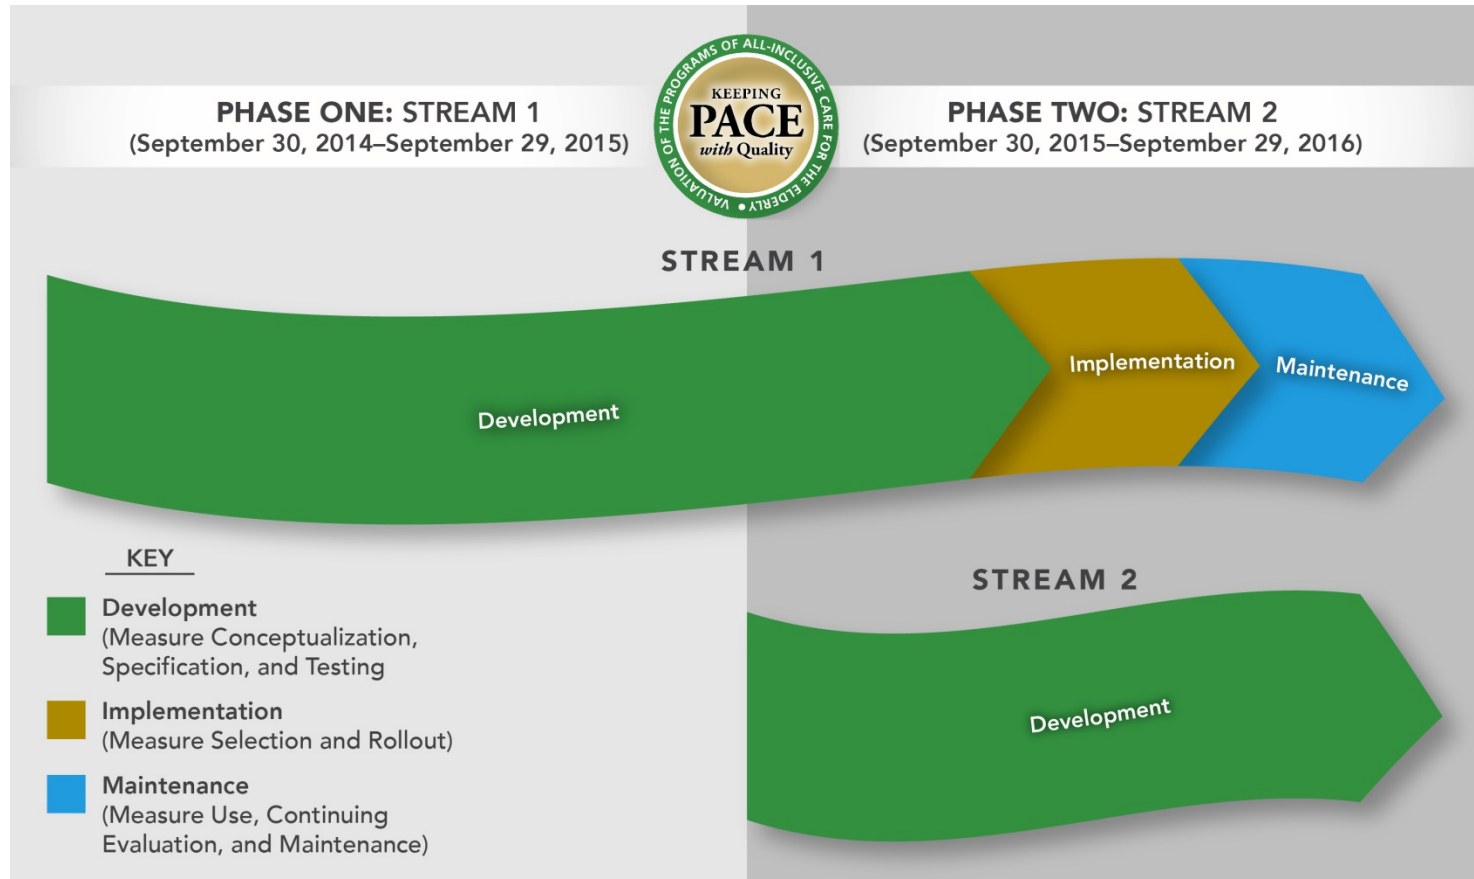 PHASE ONE: STREAM 1
(September 30, 2014–September 29, 2015)
VALUATION OF THE PROGRAMS OF ALL-INCLUSIVE CARE FOR THE ELDERLY •
KEEPING
PACE
with Quality
PHASE TWO: STREAM 2
(September 30, 2015–September 29, 2016)
STREAM 1
Development
Implementation
Maintenance
KEY
Development
(Measure Conceptualization,
Specification, and Testing
Implementation
(Measure Selection and Rollout)
Maintenance
(Measure Use, Continuing
Evaluation, and Maintenance)
STREAM 2
Development